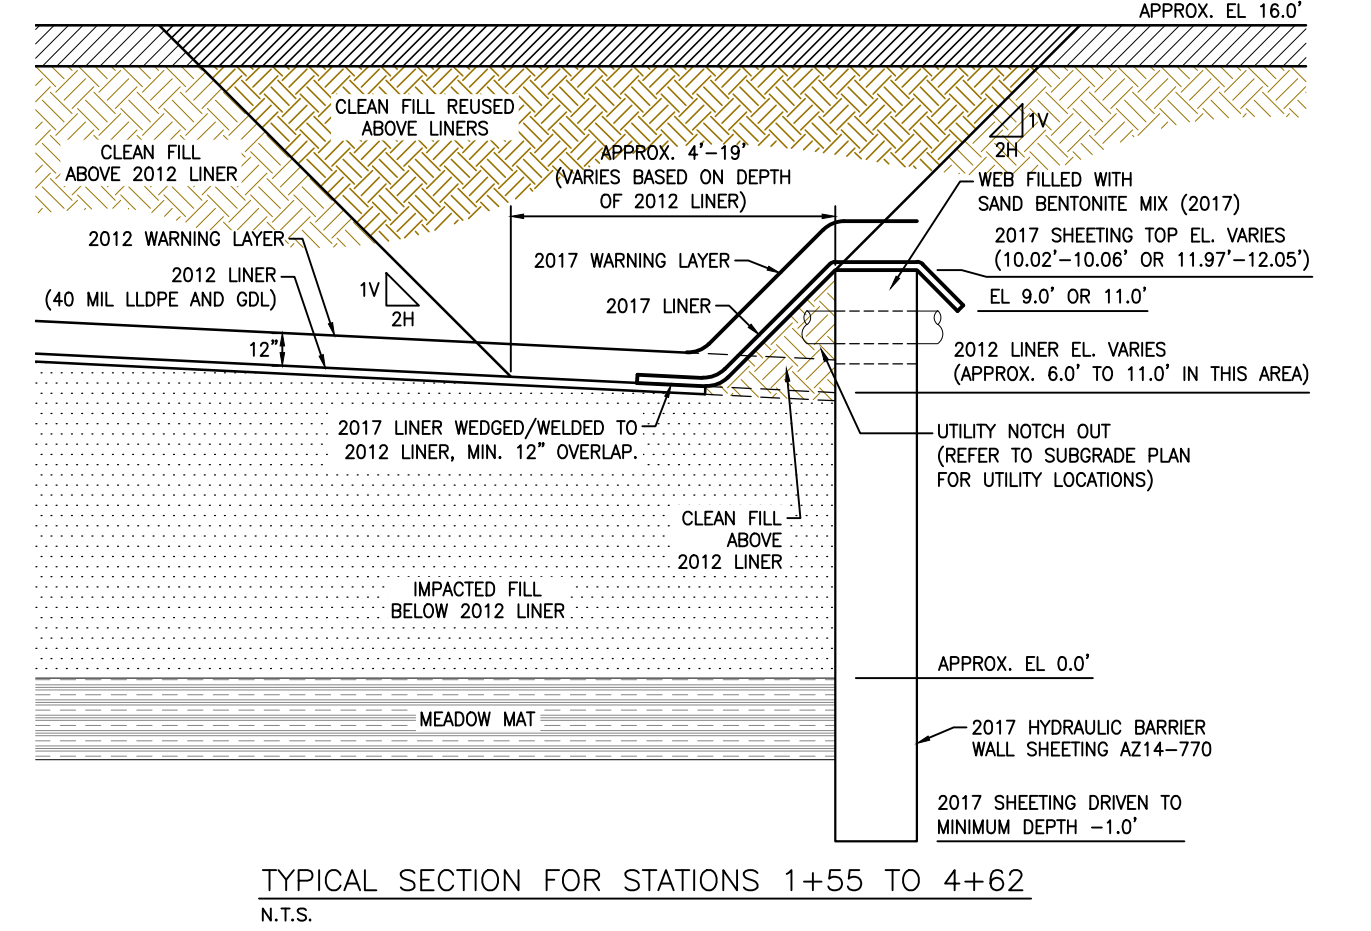 APPROX. EL 16.0'
CLEAN FILL REUSED
ABOVE LINERS
1V
2H
CLEAN FILL
ABOVE 2012 LINER
APPROX. 4'-19'
(VARIES BASED ON DEPTH
OF 2012 LINER)
WEB FILLED WITH
SAND BENTONITE MIX (2017)
2012 WARNING LAYER
2017 SHEETING TOP EL. VARIES
(10.02'-10.06' OR 11.97'-12.05')
2012 LINER
(40 MIL LLDPE AND GDL)
2017 WARNING LAYER
1V
2H
2017 LINER
EL 9.0' OR 11.0'
12"
2012 LINER EL. VARIES
(APPROX. 6.0' TO 11.0' IN THIS AREA)
2017 LINER WEDGED/WELDED TO
2012 LINER, MIN. 12" OVERLAP.
UTILITY NOTCH OUT
(REFER TO SUBGRADE PLAN
FOR UTILITY LOCATIONS)
CLEAN FILL
ABOVE
2012 LINER
IMPACTED FILL
BELOW 2012 LINER
APPROX. EL 0.0'
MEADOW MAT
2017 HYDRAULIC BARRIER
WALL SHEETING AZ14-770
2017 SHEETING DRIVEN TO
MINIMUM DEPTH -1.0'
TYPICAL SECTION FOR STATIONS 1+55 TO 4+62
N.T.S.